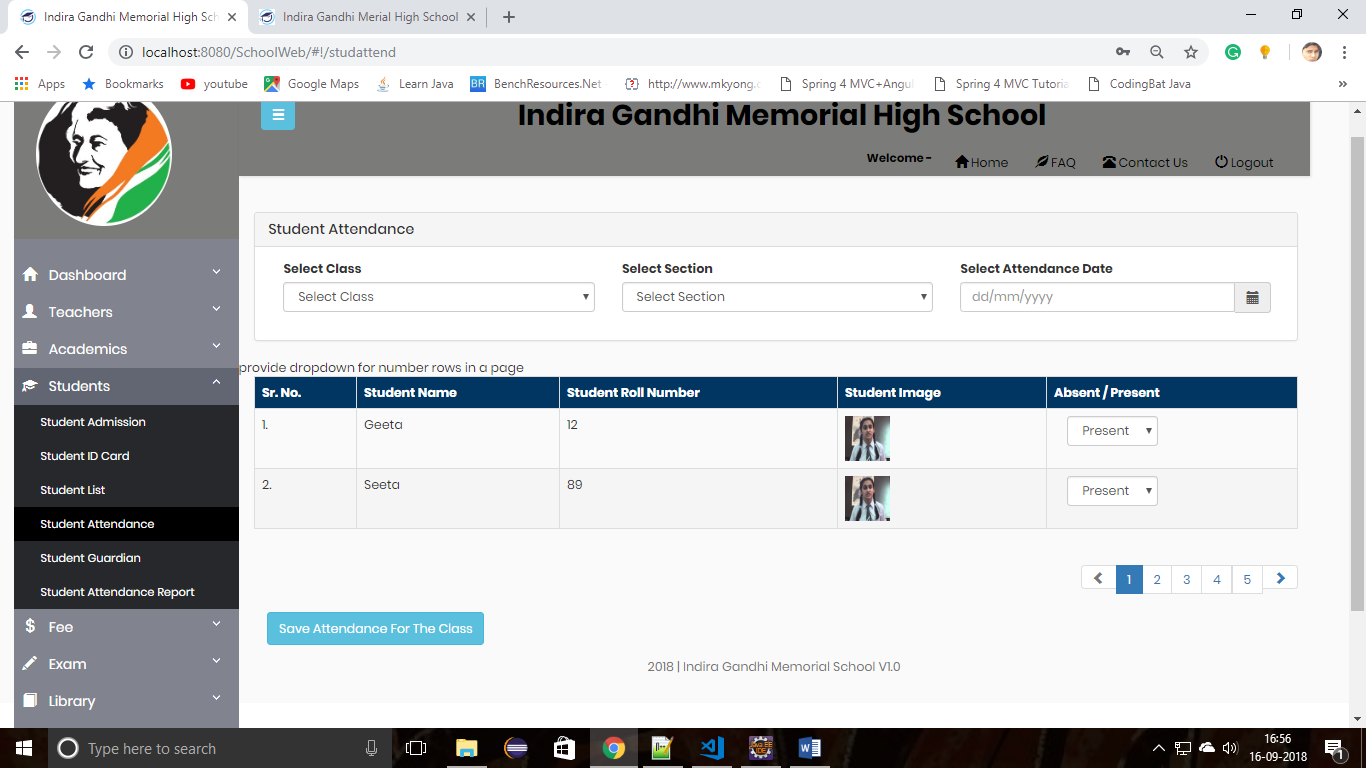 Indira Gandhi Memorial High Sch
Indira Gandhi Merial High School
localhost:8080/SchoolWeb/#!/studattend
Apps Bookmarks youtube Google Maps Learn Java BR BenchResources.Net http://www.mkyong.c Spring 4 MVC+Angul Spring 4 MVC Tutoria CodingBat Java »
Indira Gandhi Memorial High School
Welcome - Home FAQ Contact Us Logout
Dashboard
Teachers
Academics
Students
Student Admission
Student ID Card
Student List
Student Attendance
Student Guardian
Student Attendance Report
$ Fee
Exam
Library
Student Attendance
Select Class Select Section Select Attendance Date
Select Class Select Section dd/mm/yyyy
provide dropdown for number rows in a page
Sr. No. Student Name Student Roll Number Student Image Absent / Present
1. Geeta 12 Present
2. Seeta 89 Present
1 2 3 4 5
Save Attendance For The Class
2018 | Indira Gandhi Memorial School V1.0
Type here to search
16:56
16-09-2018
1